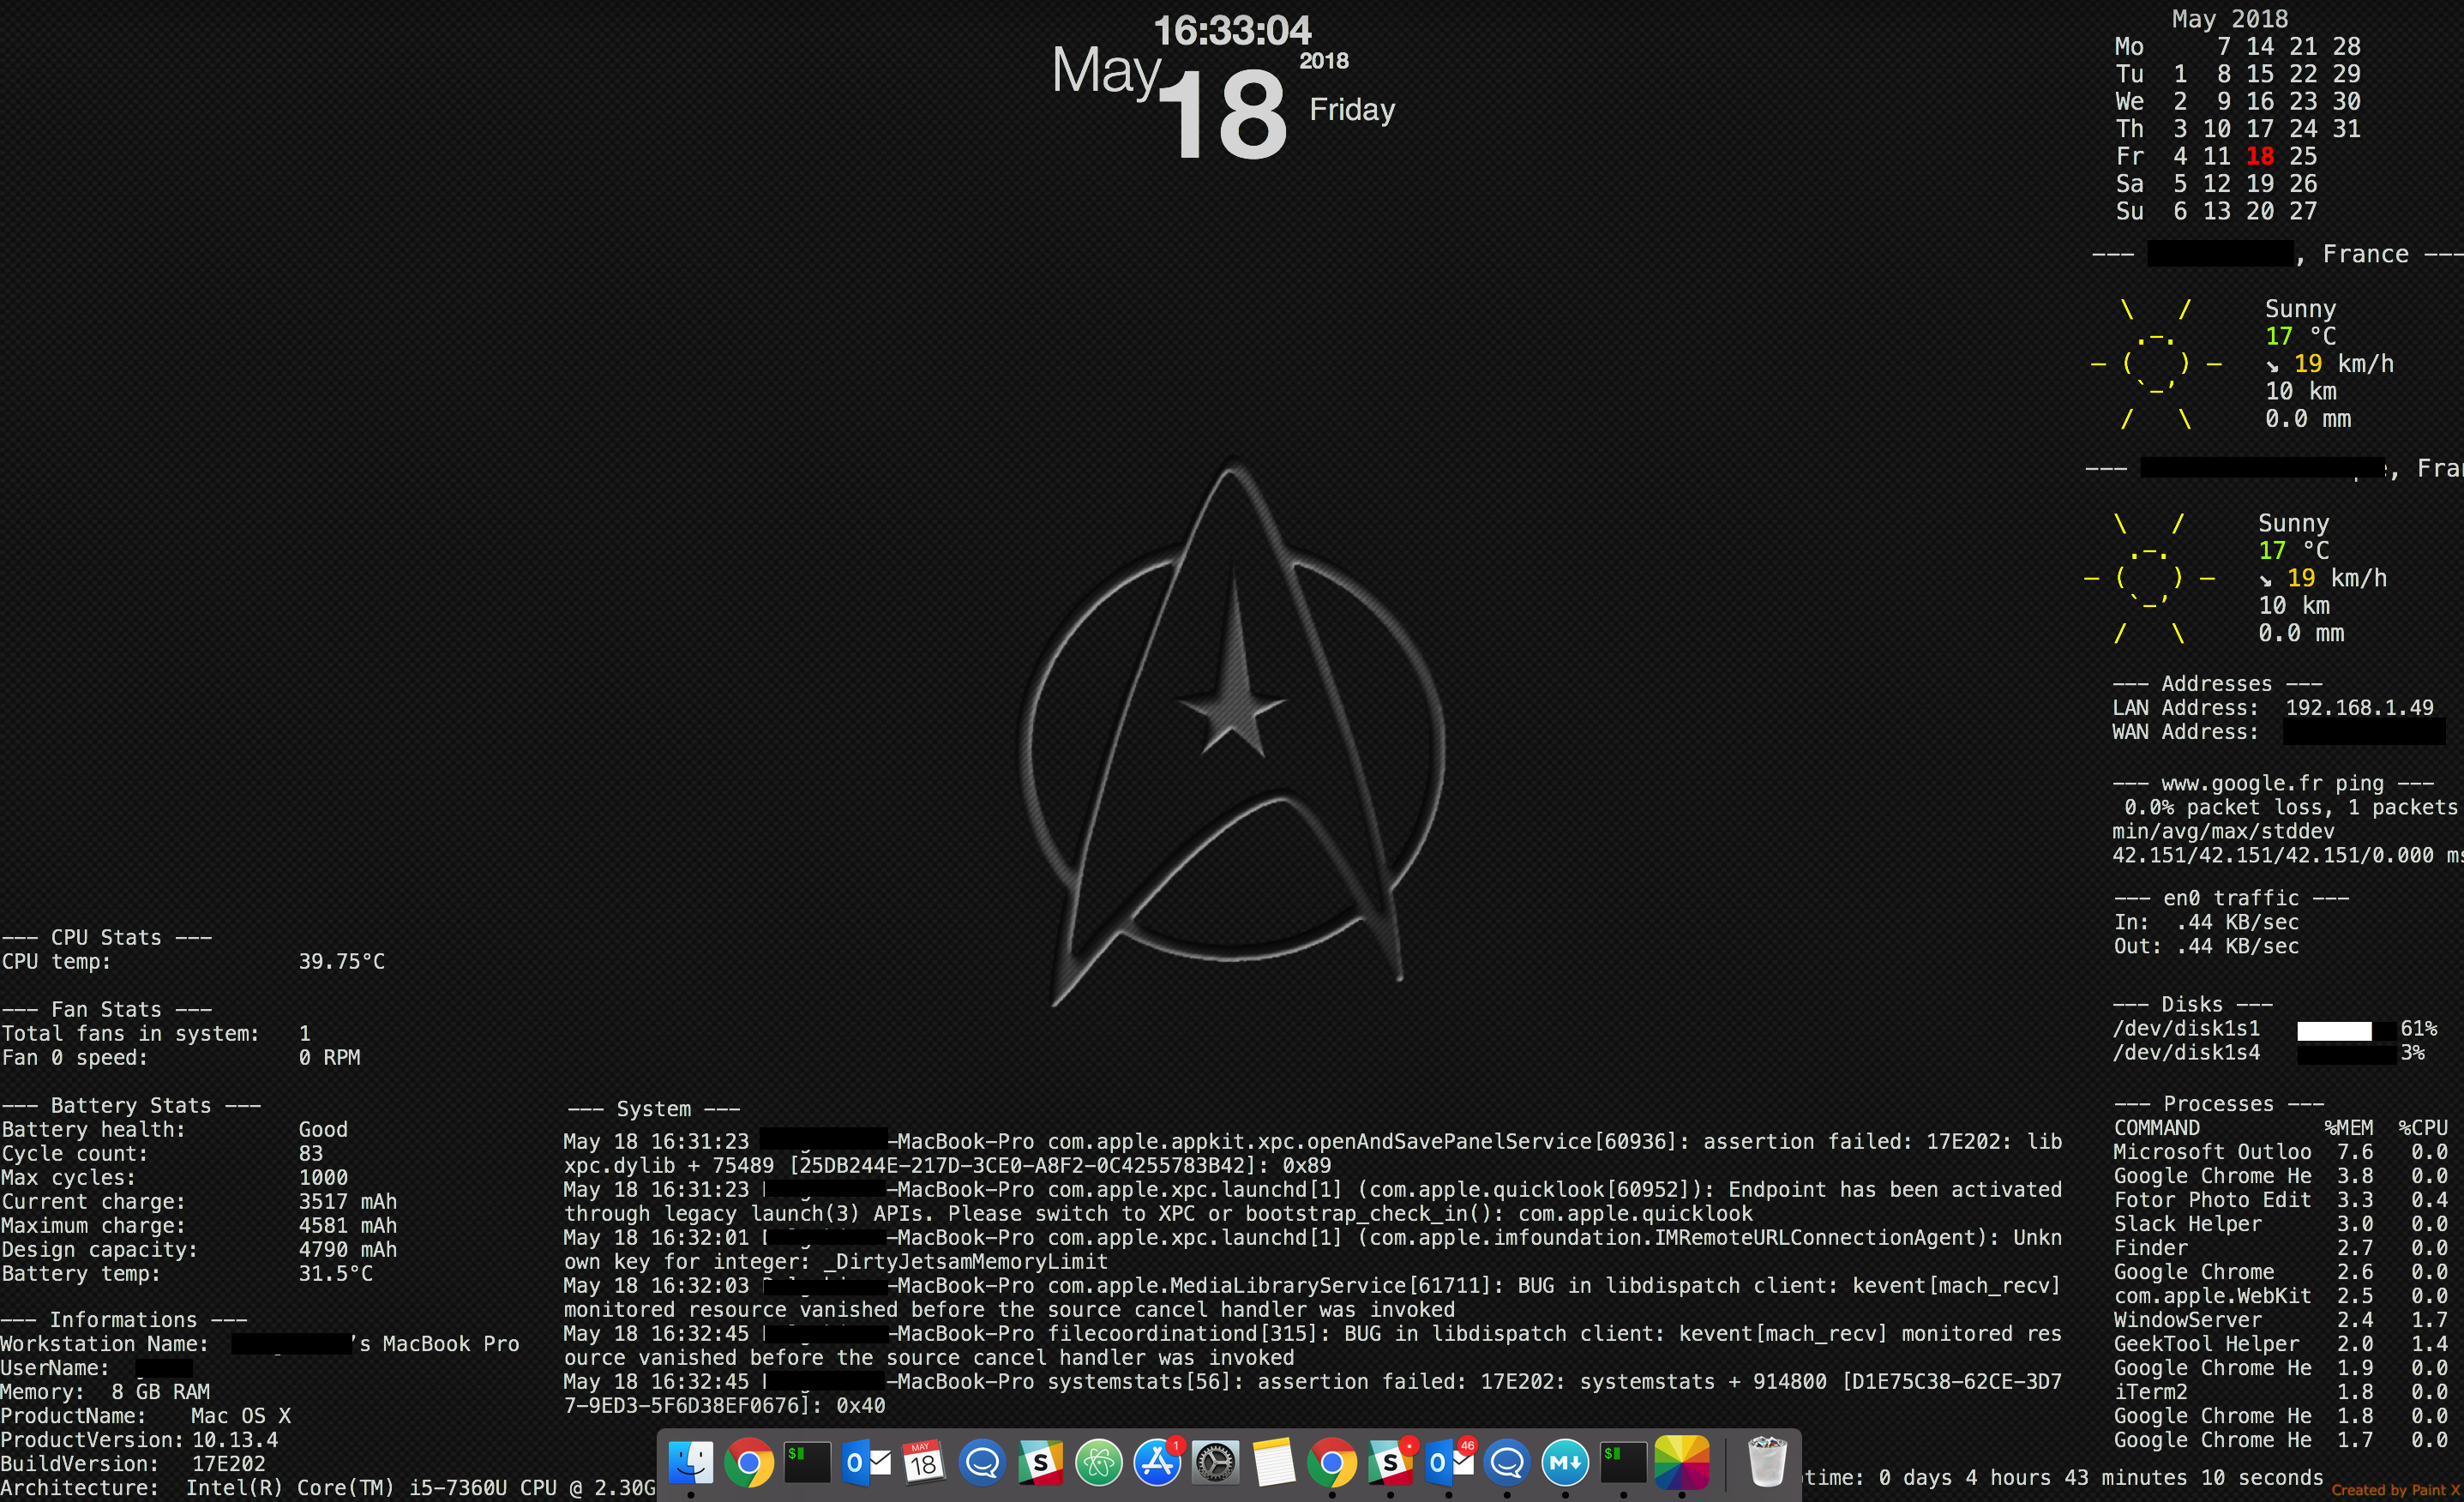 16:33:04
May 18 2018
Friday
May 2018
Mo 7 14 21 28
Tu 1 8 15 22 29
We 2 9 16 23 30
Th 3 10 17 24 31
Fr 4 11 18 25
Sa 5 12 19 26
Su 6 13 20 27
--- , France ---
Sunny
17 °C
↘ 19 km/h
10 km
0.0 mm
--- , Fra
Sunny
17 °C
↘ 19 km/h
10 km
0.0 mm
--- Addresses ---
LAN Address: 192.168.1.49
WAN Address:
--- www.google.fr ping ---
0.0% packet loss, 1 packets
min/avg/max/stddev
42.151/42.151/42.151/0.000 ms
--- en0 traffic ---
In: .44 KB/sec
Out: .44 KB/sec
--- Disks ---
/dev/disk1s1 61%
/dev/disk1s4 3%
--- Processes ---
COMMAND %MEM %CPU
Microsoft Outloo 7.6 0.0
Google Chrome He 3.8 0.0
Fotor Photo Edit 3.3 0.4
Slack Helper 3.0 0.0
Finder 2.7 0.0
Google Chrome 2.6 0.0
com.apple.WebKit 2.5 0.0
WindowServer 2.4 1.7
GeekTool Helper 2.0 1.4
Google Chrome He 1.9 0.0
iTerm2 1.8 0.0
Google Chrome He 1.8 0.0
Google Chrome He 1.7 0.0
--- CPU Stats ---
CPU temp: 39.75°C
--- Fan Stats ---
Total fans in system: 1
Fan 0 speed: 0 RPM
--- Battery Stats ---
Battery health: Good
Cycle count: 83
Max cycles: 1000
Current charge: 3517 mAh
Maximum charge: 4581 mAh
Design capacity: 4790 mAh
Battery temp: 31.5°C
--- Informations ---
Workstation Name: 's MacBook Pro
UserName:
Memory: 8 GB RAM
ProductName: Mac OS X
ProductVersion: 10.13.4
BuildVersion: 17E202
Architecture: Intel(R) Core(TM) i5-7360U CPU @ 2.30G
--- System ---
May 18 16:31:23 -MacBook-Pro com.apple.appkit.xpc.openAndSavePanelService[60936]: assertion failed: 17E202: lib
xpc.dylib + 75489 [25DB244E-217D-3CE0-A8F2-0C4255783B42]: 0x89
May 18 16:31:23 -MacBook-Pro com.apple.xpc.launchd[1] (com.apple.quicklook[60952]): Endpoint has been activated
through legacy launch(3) APIs. Please switch to XPC or bootstrap_check_in(): com.apple.quicklook
May 18 16:32:01 -MacBook-Pro com.apple.xpc.launchd[1] (com.apple.imfoundation.IMRemoteURLConnectionAgent): Unkn
own key for integer: _DirtyJetsamMemoryLimit
May 18 16:32:03 -MacBook-Pro com.apple.MediaLibraryService[61711]: BUG in libdispatch client: kevent[mach_recv]
monitored resource vanished before the source cancel handler was invoked
May 18 16:32:45 -MacBook-Pro filecoordinationd[315]: BUG in libdispatch client: kevent[mach_recv] monitored res
ource vanished before the source cancel handler was invoked
May 18 16:32:45 -MacBook-Pro systemstats[56]: assertion failed: 17E202: systemstats + 914800 [D1E75C38-62CE-3D7
7-9ED3-5F6D38EF0676]: 0x40
$
MAY
18
S
1
S
46
M
$
time: 0 days 4 hours 43 minutes 10 seconds
Created by Paint X